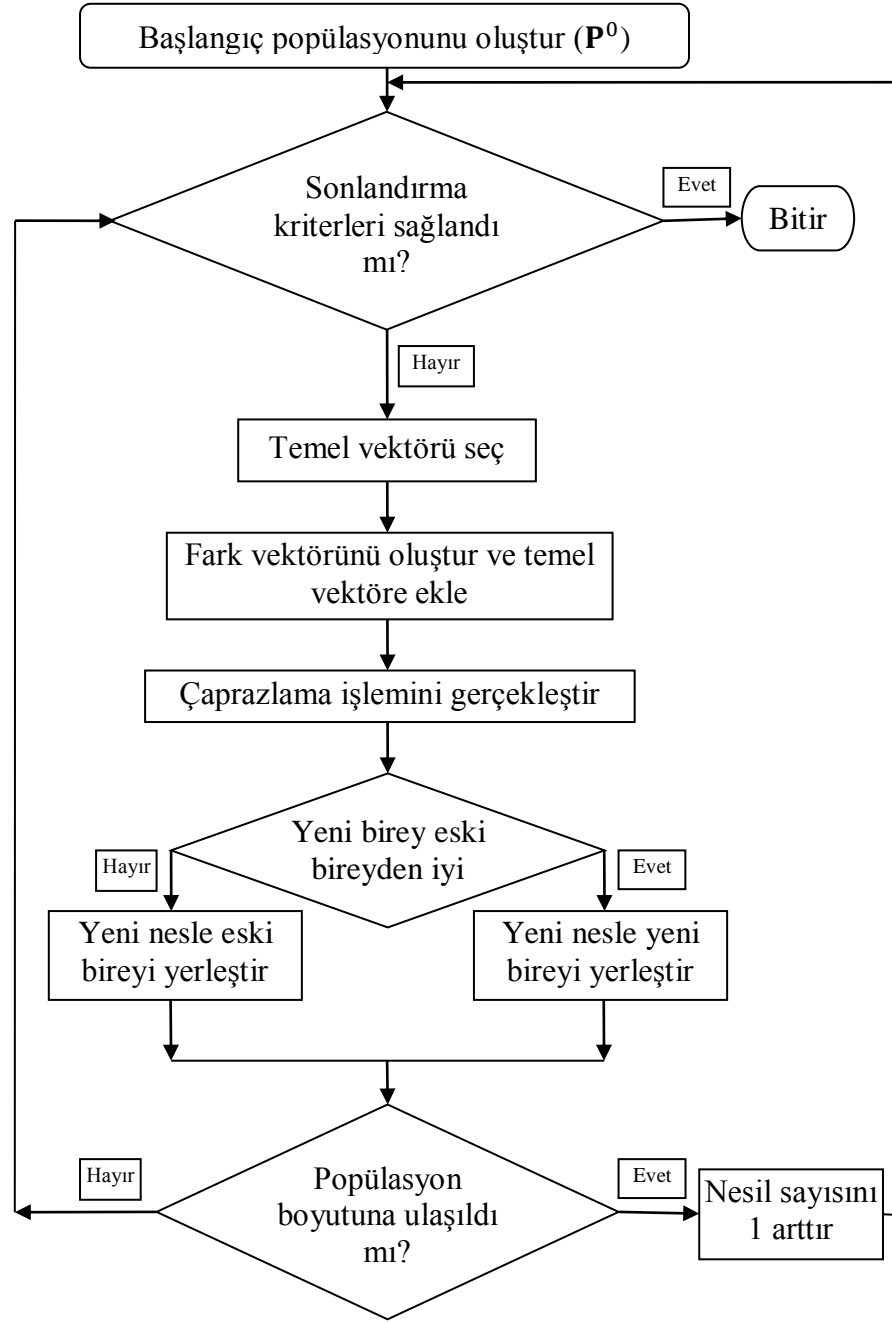 Başlangıç popülasyonunu oluştur (P⁰)
Sonlandırma
kriterleri sağlandı
mı?
Evet
Bitir
Hayır
Temel vektörü seç
Fark vektörünü oluştur ve temel
vektöre ekle
Çaprazlama işlemini gerçekleştir
Yeni birey eski
bireyden iyi
Hayır
Evet
Yeni nesle eski
bireyi yerleştir
Yeni nesle yeni
bireyi yerleştir
Popülasyon
boyutuna ulaşıldı
mı?
Hayır
Evet
Nesil sayısını
1 arttır